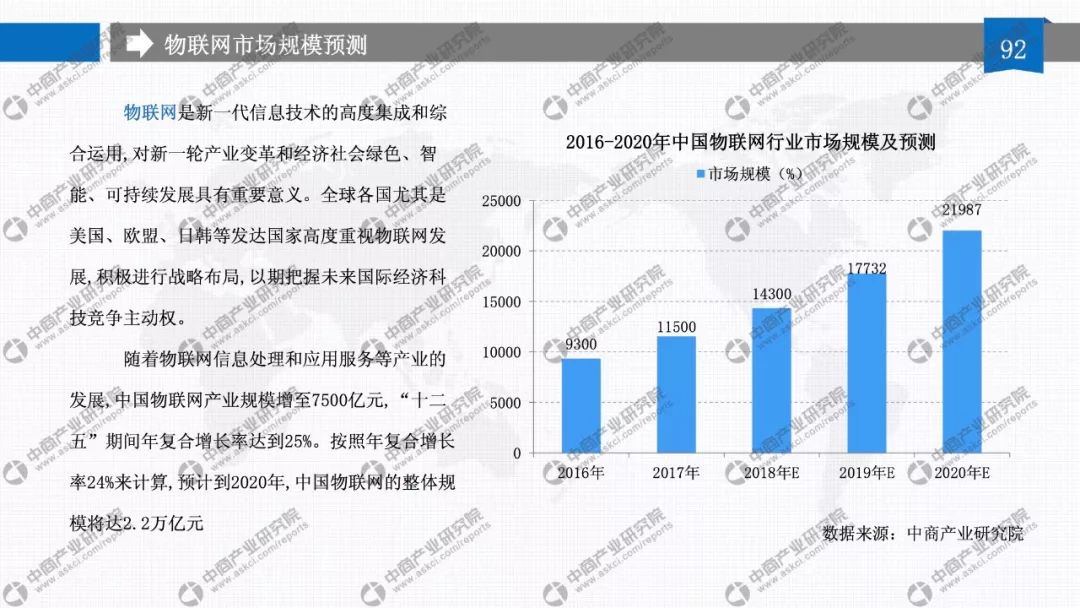 物联网市场规模预测
92
物联网是新一代信息技术的高度集成和综
合运用,对新一轮产业变革和经济社会绿色、智
能、可持续发展具有重要意义。全球各国尤其是
美国、欧盟、日韩等发达国家高度重视物联网发
展,积极进行战略布局,以期把握未来国际经济科
技竞争主动权。
随着物联网信息处理和应用服务等产业的
发展,中国物联网产业规模增至7500亿元,“十二
五”期间年复合增长率达到25%。按照年复合增长
率24%来计算,预计到2020年,中国物联网的整体规
模将达2.2万亿元
2016-2020年中国物联网行业市场规模及预测
市场规模（%）
25000
20000
15000
10000
5000
0
9300
11500
14300
17732
21987
2016年
2017年
2018年E
2019年E
2020年E
数据来源：中商产业研究院
中商产业研究院
www.askci.com/reports